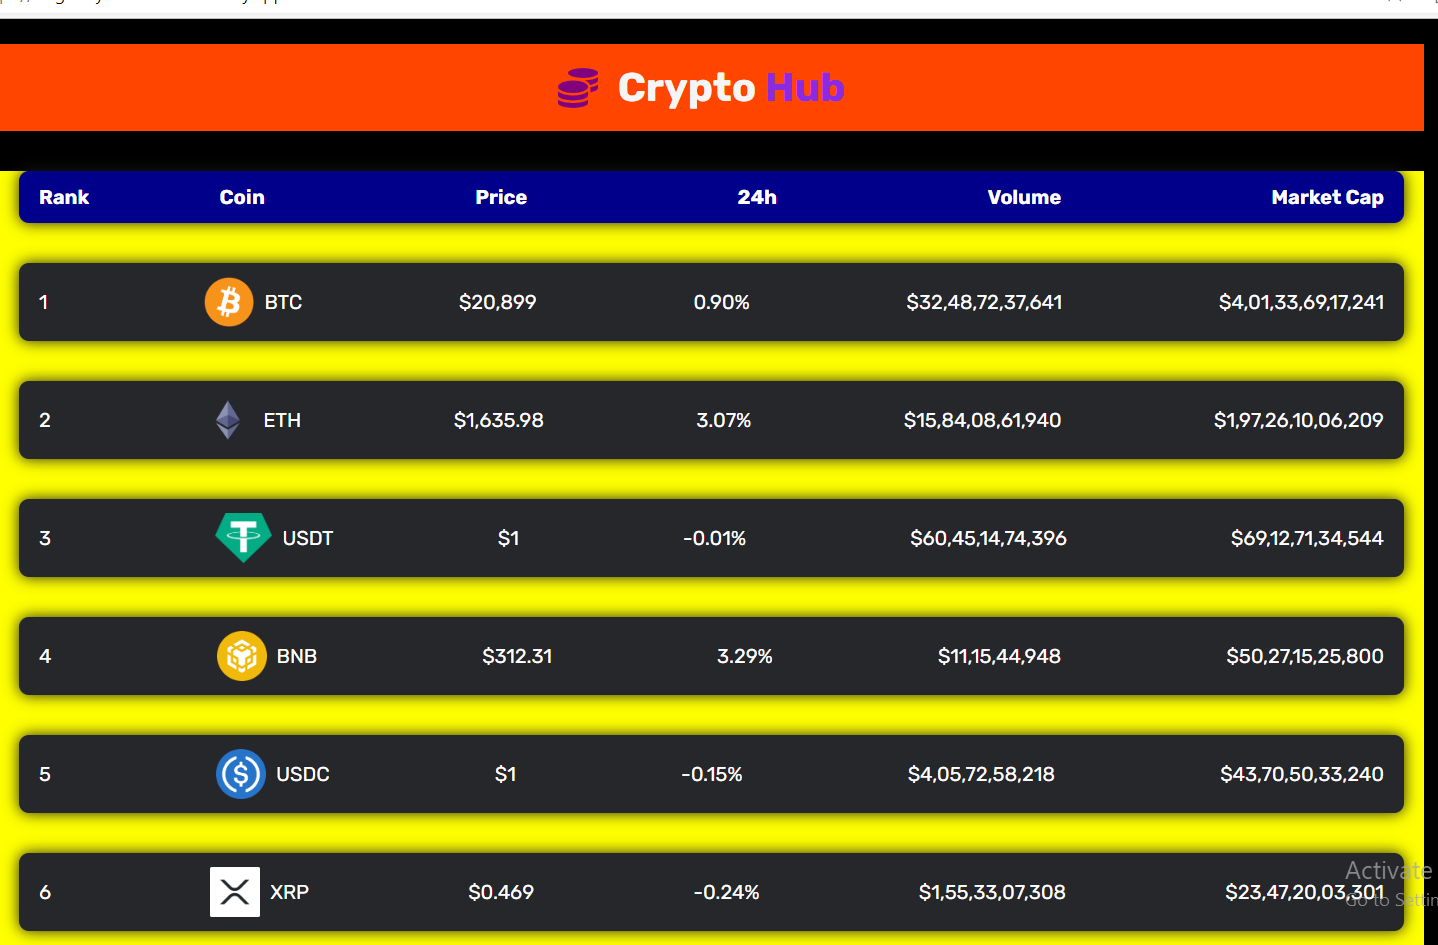 Crypto Hub
Rank Coin Price 24h Volume Market Cap
1 BTC $20,899 0.90% $32,48,72,37,641 $4,01,33,69,17,241
2 ETH $1,635.98 3.07% $15,84,08,61,940 $1,97,26,10,06,209
3 USDT $1 -0.01% $60,45,14,74,396 $69,12,71,34,544
4 BNB $312.31 3.29% $11,15,44,948 $50,27,15,25,800
5 USDC $1 -0.15% $4,05,72,58,218 $43,70,50,33,240
Activate
6 XRP $0.469 -0.24% $1,55,33,07,308 $23,47,20,03,301
Go to Settin